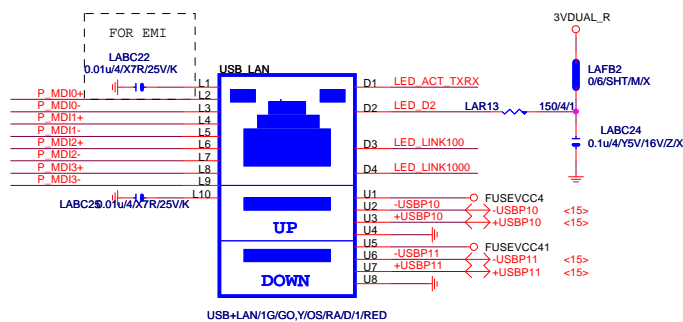 3VDUAL_R
FOR EMI
LABC22
0.01u/4/X7R/25V/K
USB_LAN
LAFB2
0/6/SHT/M/X
L1
D1 LED_ACT_TXRX
P_MDI0+ L2
P_MDI0- L3
D2 LED_D2 LAR13 150/4/1
P_MDI1+ L4
P_MDI1- L5
LABC24
0.1u/4/Y5V/16V/Z/X
P_MDI2+ L6
D3 LED_LINK100
P_MDI2- L7
P_MDI3+ L8
D4 LED_LINK1000
P_MDI3- L9
LABC25 0.01u/4/X7R/25V/K L10
U1 FUSEVCC4
U2 -USBP10 -USBP10 <15>
U3 +USBP10 +USBP10 <15>
UP
U4
U5 FUSEVCC41
U6 -USBP11 -USBP11 <15>
U7 +USBP11 +USBP11 <15>
DOWN
U8
USB+LAN/1G/GO,Y/OS/RA/D/1/RED